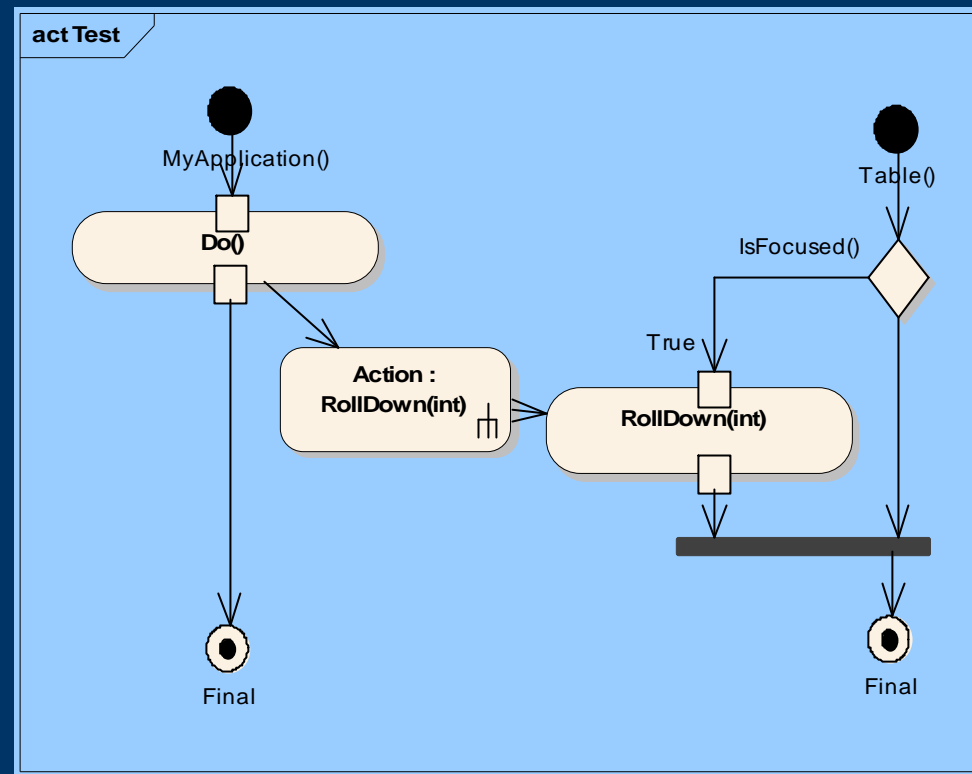 act Test
MyApplication()
Do()
Action :
RollDown(int)
Final
Table()
IsFocused()
True
RollDown(int)
Final